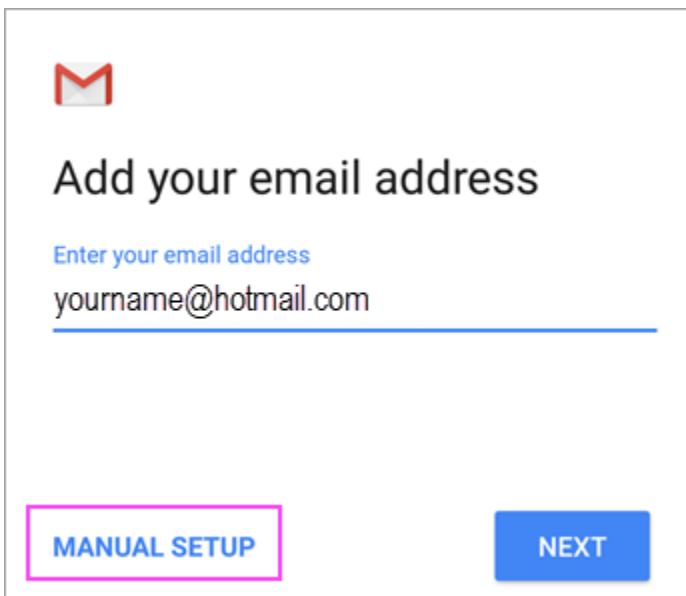 Add your email address
Enter your email address
yourname@hotmail.com
MANUAL SETUP
NEXT